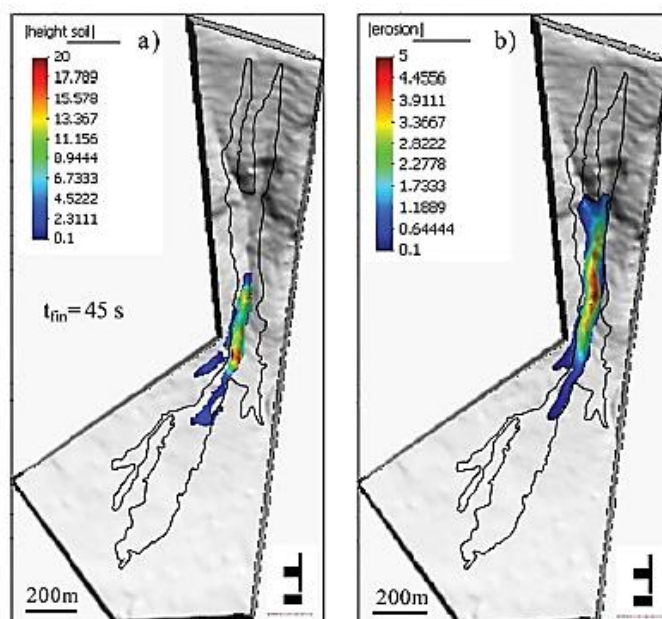 |height soil|
a)
20
17.789
15.578
13.367
11.156
8.9444
6.7333
4.5222
2.3111
0.1
t_fin = 45 s
200m
|erosion|
b)
5
4.4556
3.9111
3.3667
2.8222
2.2778
1.7333
1.1889
0.64444
0.1
200m